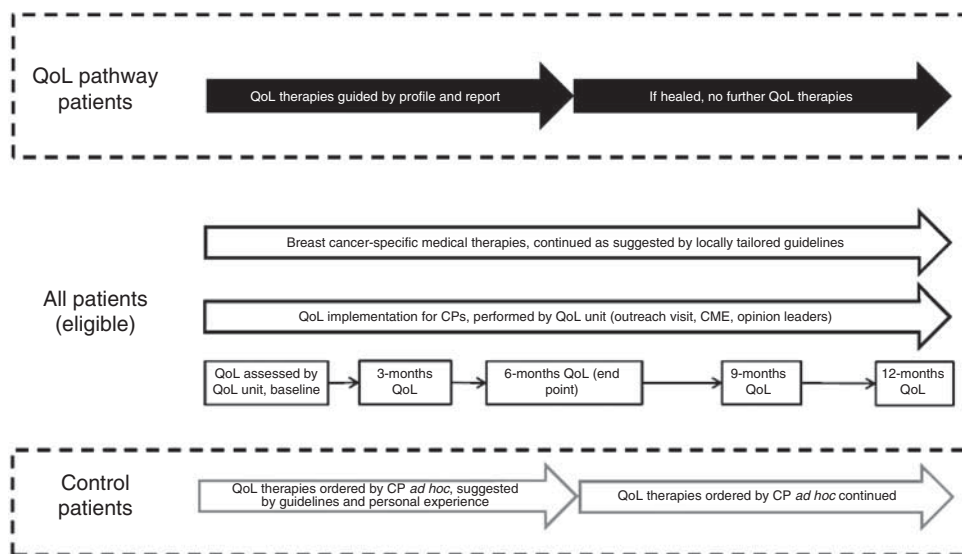 QoL pathway
patients
QoL therapies guided by profile and report
If healed, no further QoL therapies
Breast cancer-specific medical therapies, continued as suggested by locally tailored guidelines
All patients
(eligible)
QoL implementation for CPs, performed by QoL unit (outreach visit, CME, opinion leaders)
QoL assessed by
QoL unit, baseline
3-months
QoL
6-months QoL (end
point)
9-months
QoL
12-months
QoL
Control
patients
QoL therapies ordered by CP ad hoc, suggested
by guidelines and personal experience
QoL therapies ordered by CP ad hoc continued